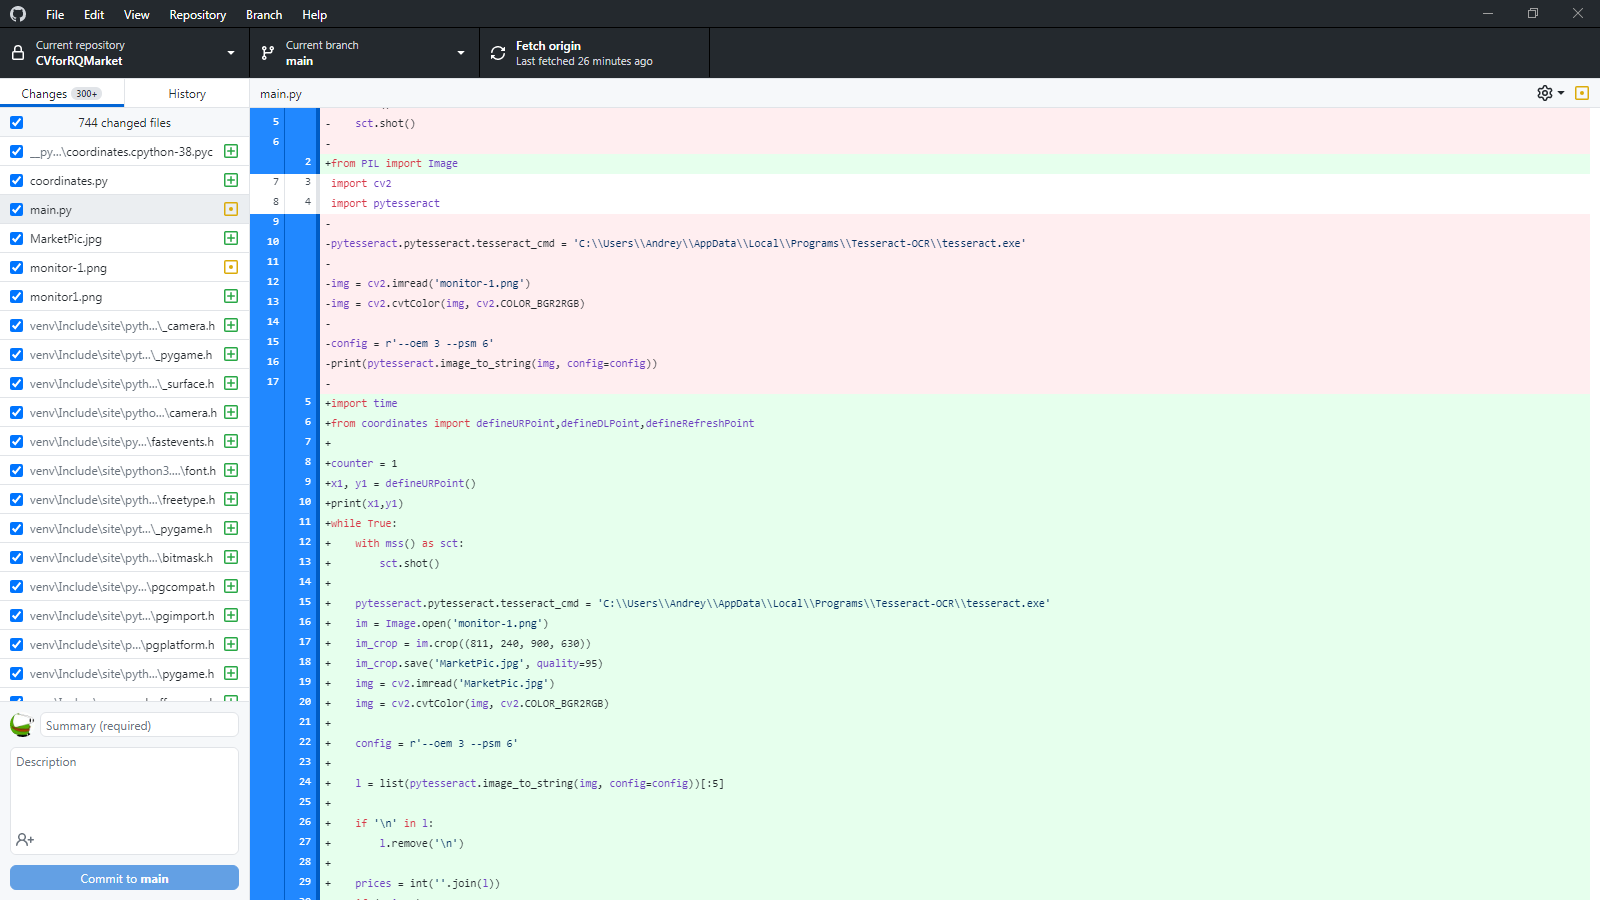 File Edit View Repository Branch Help
Current repository
CVforRQMarket
Current branch
main
Fetch origin
Last fetched 26 minutes ago
Changes 300+
History
main.py
744 changed files
__py...\coordinates.cpython-38.pyc
coordinates.py
main.py
MarketPic.jpg
monitor-1.png
monitor1.png
venv\Include\site\pyth...\_camera.h
venv\Include\site\pyt...\_pygame.h
venv\Include\site\pyth...\_surface.h
venv\Include\site\pytho...\camera.h
venv\Include\site\py...\fastevents.h
venv\Include\site\python3....\font.h
venv\Include\site\pyth...\freetype.h
venv\Include\site\pyt...\_pygame.h
venv\Include\site\pyth...\bitmask.h
venv\Include\site\py...\pgcompat.h
venv\Include\site\pyt...\pgimport.h
venv\Include\site\p...\pgplatform.h
venv\Include\site\pyth...\pygame.h
Summary (required)
Description
Commit to main
5 -    sct.shot()
6 -
2 +from PIL import Image
7 3 import cv2
8 4 import pytesseract
9 -
10 -pytesseract.pytesseract.tesseract_cmd = 'C:\\Users\\Andrey\\AppData\\Local\\Programs\\Tesseract-OCR\\tesseract.exe'
11 -
12 -img = cv2.imread('monitor-1.png')
13 -img = cv2.cvtColor(img, cv2.COLOR_BGR2RGB)
14 -
15 -config = r'--oem 3 --psm 6'
16 -print(pytesseract.image_to_string(img, config=config))
17 -
5 +import time
6 +from coordinates import defineURPoint,defineDLPoint,defineRefreshPoint
7 +
8 +counter = 1
9 +x1, y1 = defineURPoint()
10 +print(x1,y1)
11 +while True:
12 +    with mss() as sct:
13 +        sct.shot()
14 +
15 +    pytesseract.pytesseract.tesseract_cmd = 'C:\\Users\\Andrey\\AppData\\Local\\Programs\\Tesseract-OCR\\tesseract.exe'
16 +    im = Image.open('monitor-1.png')
17 +    im_crop = im.crop((811, 240, 900, 630))
18 +    im_crop.save('MarketPic.jpg', quality=95)
19 +    img = cv2.imread('MarketPic.jpg')
20 +    img = cv2.cvtColor(img, cv2.COLOR_BGR2RGB)
21 +
22 +    config = r'--oem 3 --psm 6'
23 +
24 +    l = list(pytesseract.image_to_string(img, config=config))[:5]
25 +
26 +    if '\n' in l:
27 +        l.remove('\n')
28 +
29 +    prices = int(''.join(l))